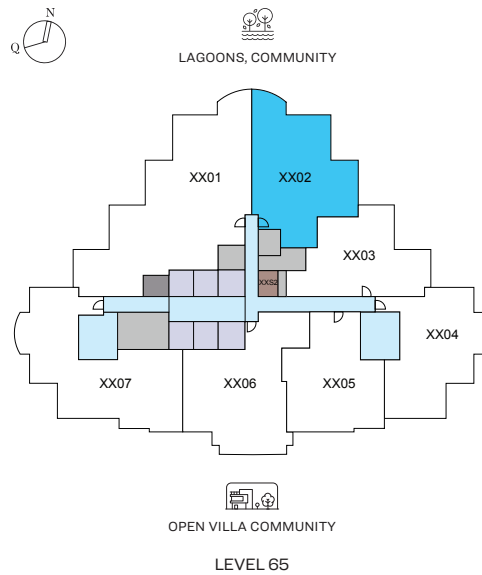 N
Q
LAGOONS, COMMUNITY
XX01
XX02
XX03
XXS2
XX04
XX07
XX06
XX05
OPEN VILLA COMMUNITY
LEVEL 65